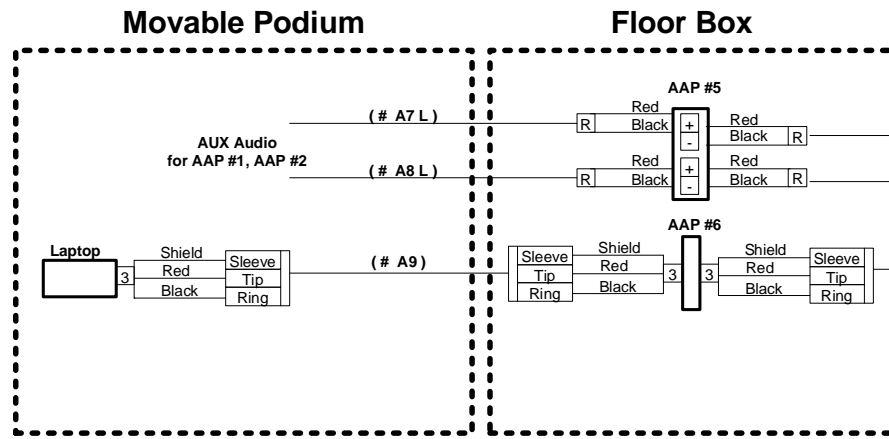 Movable Podium
Floor Box
AAP #5
( # A7 L )
R
Red
Black
+
-
Red
Black
R
AUX Audio
for AAP #1, AAP #2
( # A8 L )
R
Red
Black
+
-
Red
Black
R
AAP #6
Laptop
3
Shield
Red
Black
Sleeve
Tip
Ring
( # A9 )
Sleeve
Tip
Ring
Shield
Red
Black
3
3
Shield
Red
Black
Sleeve
Tip
Ring